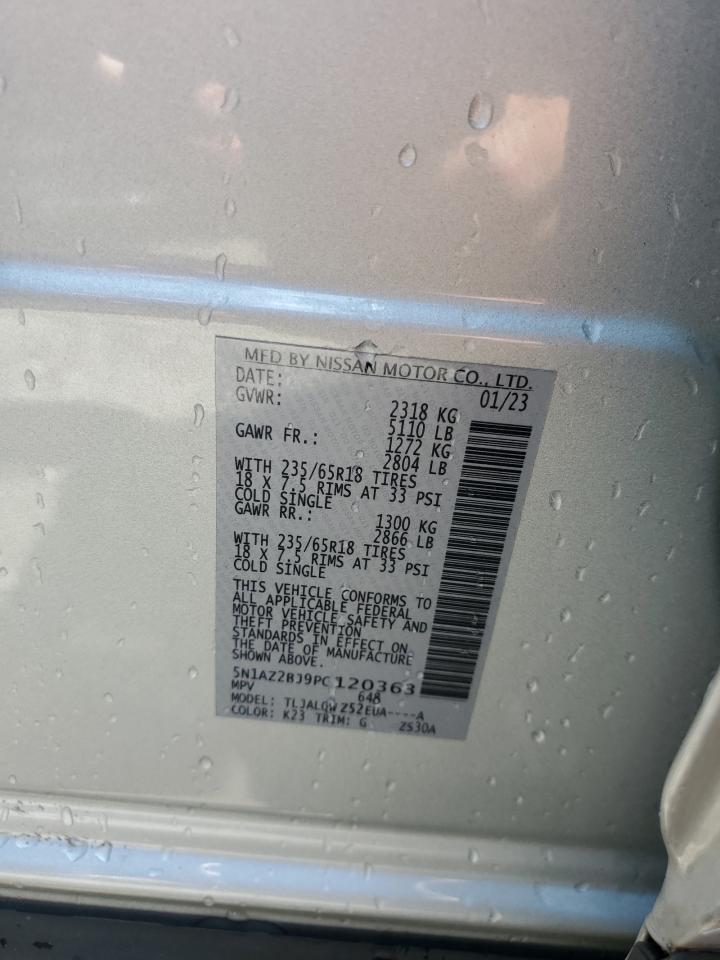 MFD BY NISSAN MOTOR CO., LTD.
DATE: 01/23
GVWR: 2318 KG
5110 LB
GAWR FR.: 1272 KG
2804 LB
WITH 235/65R18 TIRES
18 X 7.5 RIMS AT 33 PSI
COLD SINGLE
GAWR RR.: 1300 KG
2866 LB
WITH 235/65R18 TIRES
18 X 7.5 RIMS AT 33 PSI
COLD SINGLE
THIS VEHICLE CONFORMS TO
ALL APPLICABLE FEDERAL
MOTOR VEHICLE SAFETY AND
THEFT PREVENTION
STANDARDS IN EFFECT ON
THE DATE OF MANUFACTURE
SHOWN ABOVE.
5N1AZ2BJ9PC120363
MPV 648
MODEL: TLJALQWZ52EUA----A
COLOR: K23 TRIM: G ZS30A